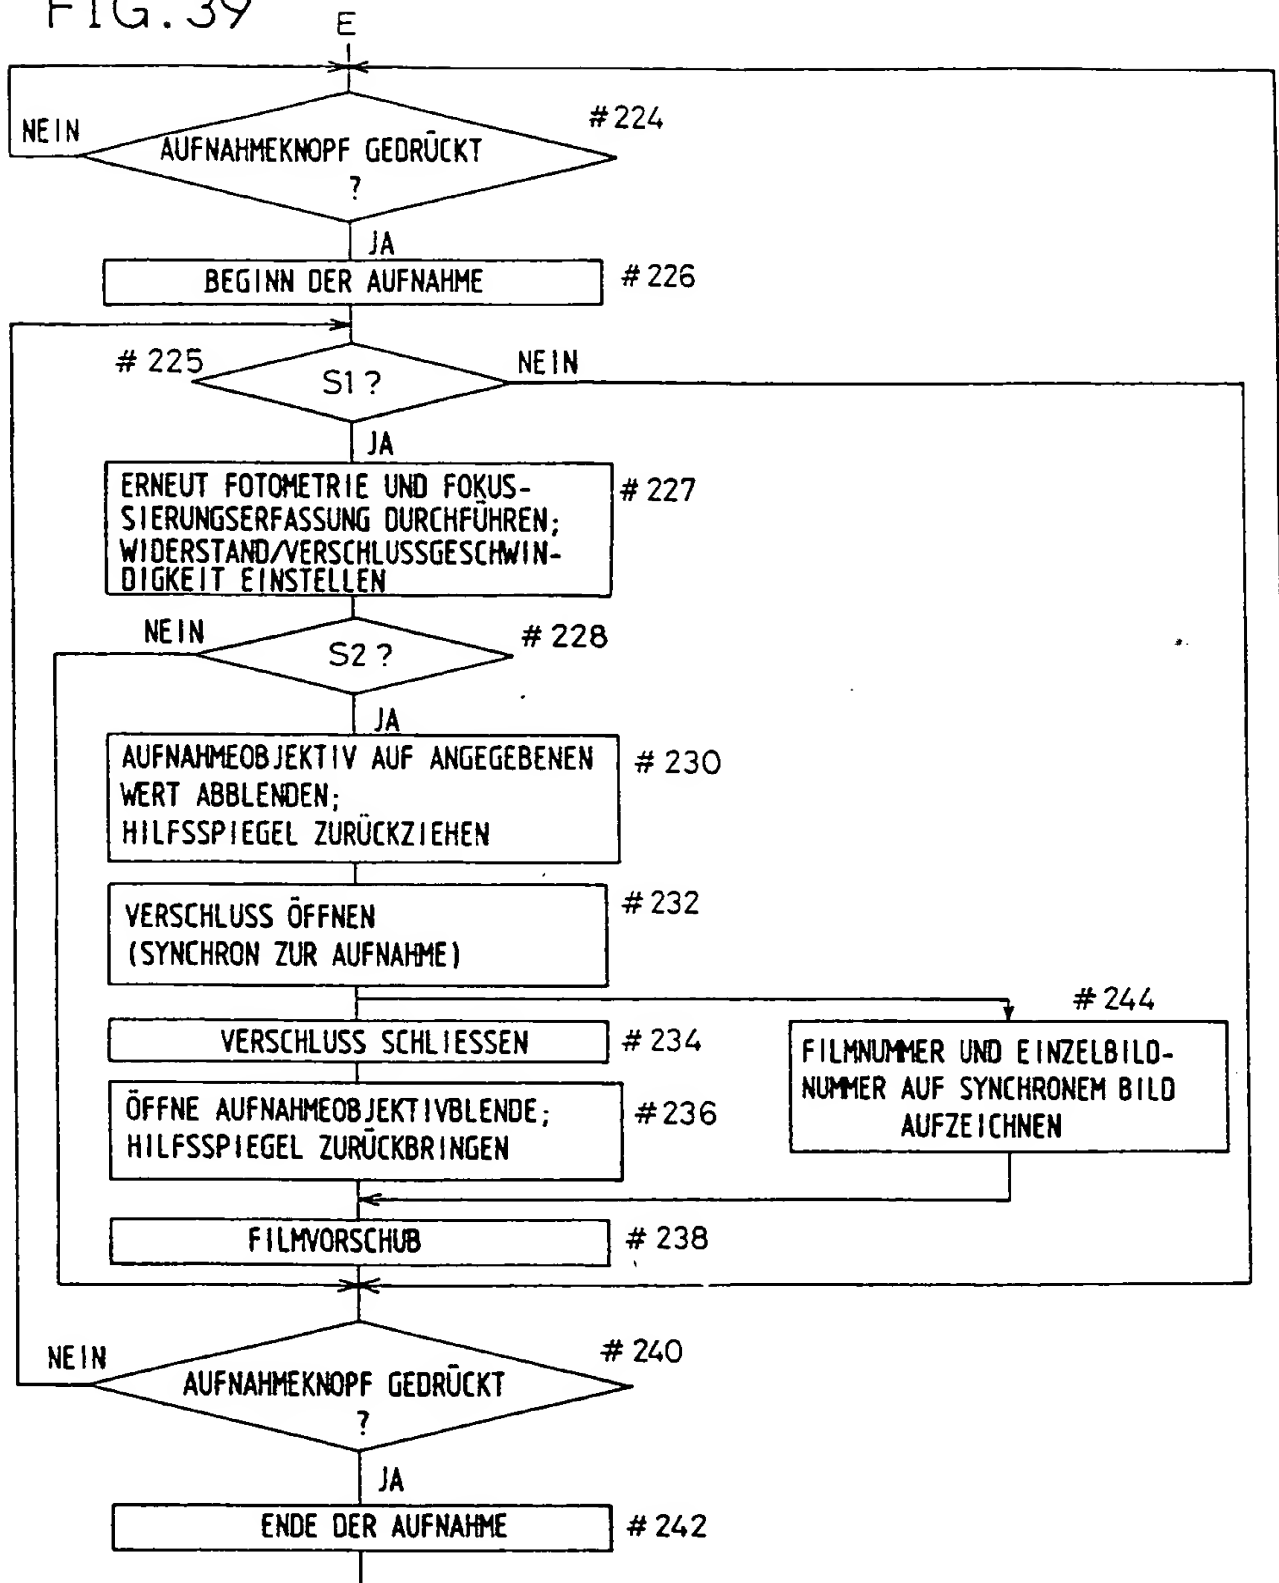 FIG. 39
E
#224
NEIN
AUFNAHMEKNOPF GEDRÜCKT
?
JA
BEGINN DER AUFNAHME
#226
#225
NEIN
S1?
JA
ERNEUT FOTOMETRIE UND FOKUS-
SIERUNGSERFASSUNG DURCHFÜHREN;
WIDERSTAND/VERSCHLUSSGESCHWIN-
DIGKEIT EINSTELLEN
#227
NEIN
S2?
#228
JA
AUFNAHMEOBJEKTIV AUF ANGEGEBENEN
WERT ABBLENDEN;
HILFSSPIEGEL ZURÜCKZIEHEN
#230
VERSCHLUSS ÖFFNEN
(SYNCHRON ZUR AUFNAHME)
#232
#244
VERSCHLUSS SCHLIESSEN
#234
FILMNUMMER UND EINZELBILD-
NUMMER AUF SYNCHRONEM BILD
AUFZEICHNEN
ÖFFNE AUFNAHMEOBJEKTIVBLENDE;
HILFSSPIEGEL ZURÜCKBRINGEN
#236
FILMVORSCHUB
#238
NEIN
#240
AUFNAHMEKNOPF GEDRÜCKT
?
JA
ENDE DER AUFNAHME
#242